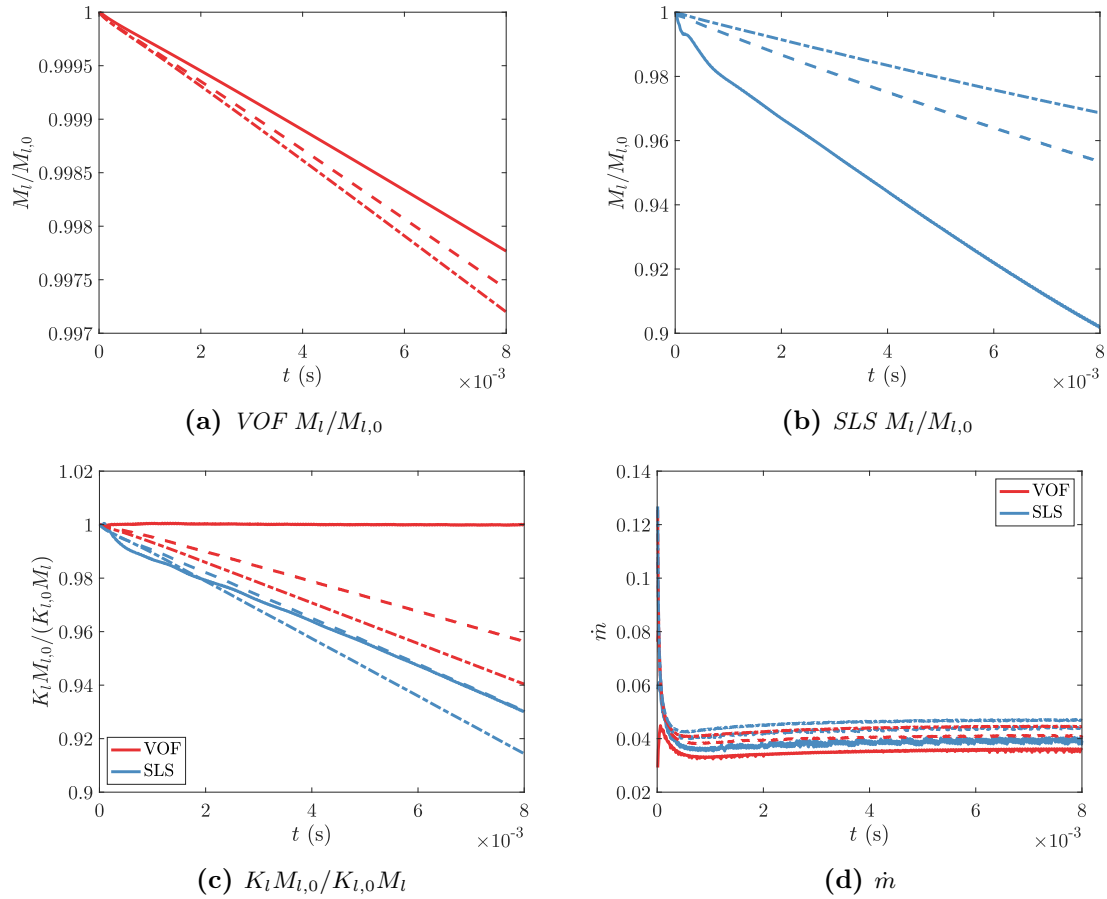 1
0.9995
0.999
0.9985
0.998
0.9975
0.997
M_l/M_{l,0}
0 2 4 6 8
t (s)
×10^{-3}
(a) VOF M_l/M_{l,0}
1
0.98
0.96
0.94
0.92
0.9
M_l/M_{l,0}
0 2 4 6 8
t (s)
×10^{-3}
(b) SLS M_l/M_{l,0}
1.02
1
0.98
0.96
0.94
0.92
0.9
K_l M_{l,0}/(K_{l,0} M_l)
VOF
SLS
0 2 4 6 8
t (s)
×10^{-3}
(c) K_l M_{l,0}/K_{l,0} M_l
0.14
0.12
0.1
0.08
0.06
0.04
0.02
ṁ
VOF
SLS
0 2 4 6 8
t (s)
×10^{-3}
(d) ṁ